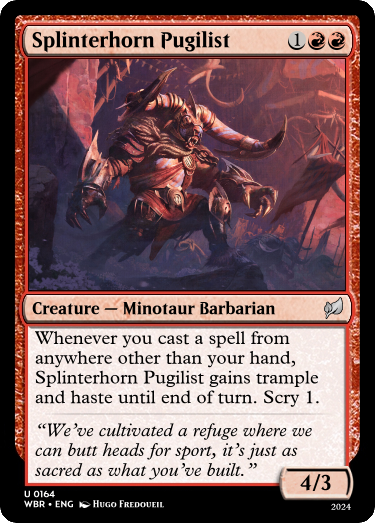 Splinterhorn Pugilist 1
Creature — Minotaur Barbarian
Whenever you cast a spell from
anywhere other than your hand,
Splinterhorn Pugilist gains trample
and haste until end of turn. Scry 1.
“We’ve cultivated a refuge where we
can butt heads for sport, it’s just as
sacred as what you’ve built.”
4/3
U 0164
WBR • ENG Hugo Fredoueil
2024